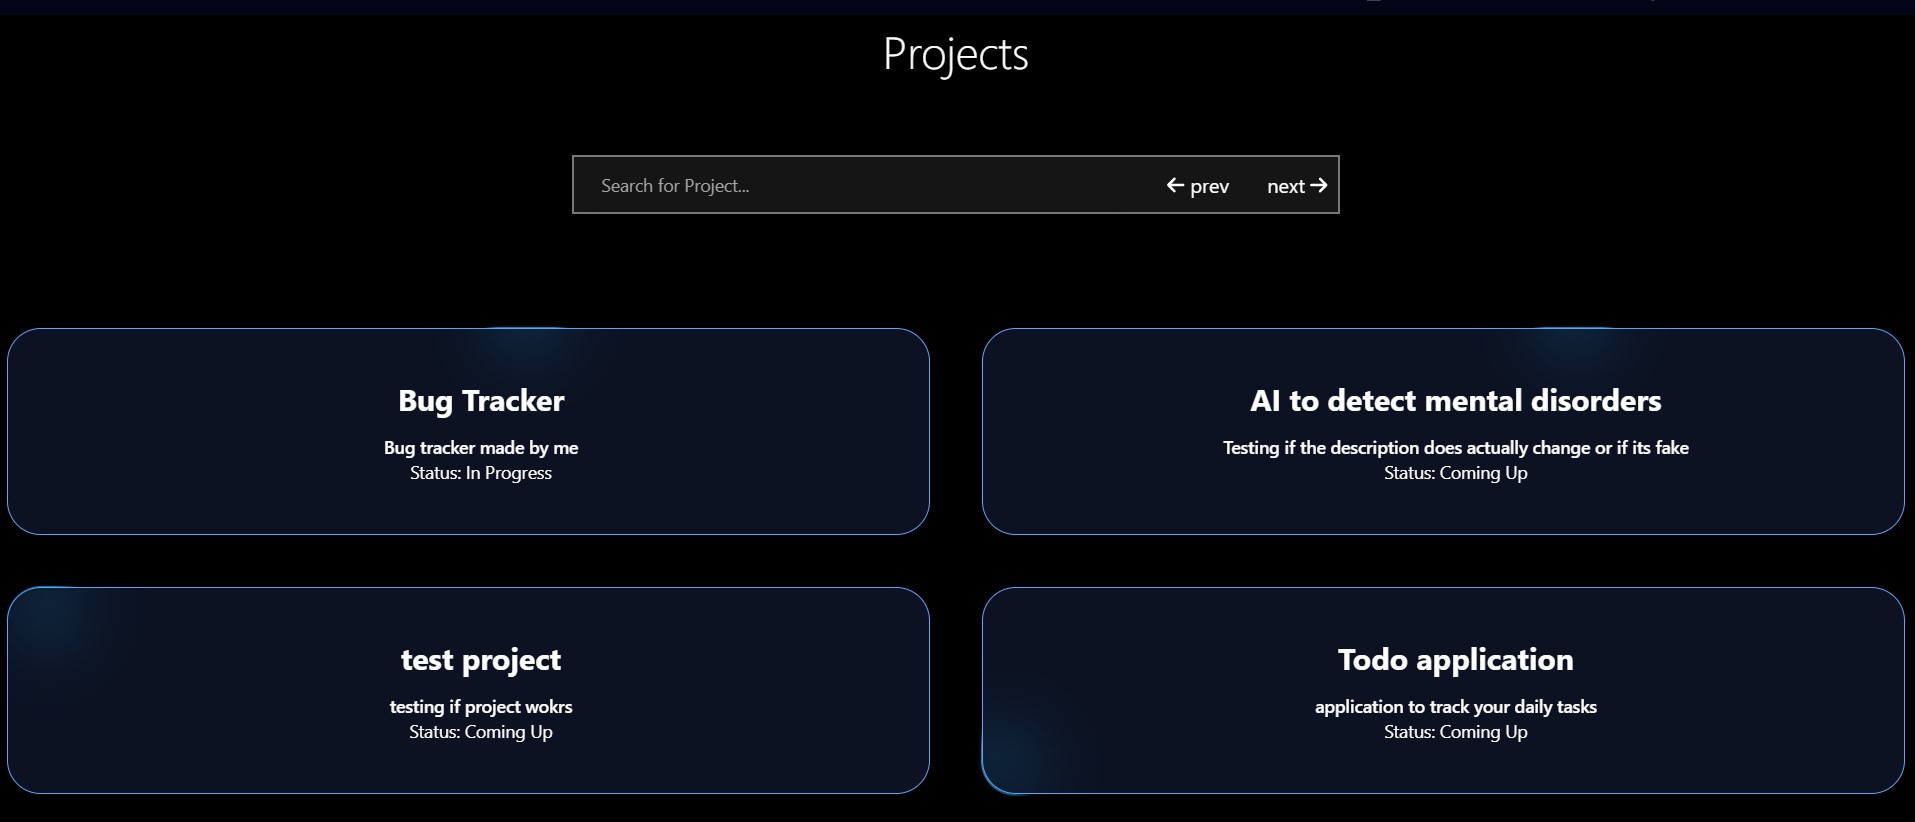 Projects
Search for Project...
← prev
next →
Bug Tracker
Bug tracker made by me
Status: In Progress
AI to detect mental disorders
Testing if the description does actually change or if its fake
Status: Coming Up
test project
testing if project wokrs
Status: Coming Up
Todo application
application to track your daily tasks
Status: Coming Up